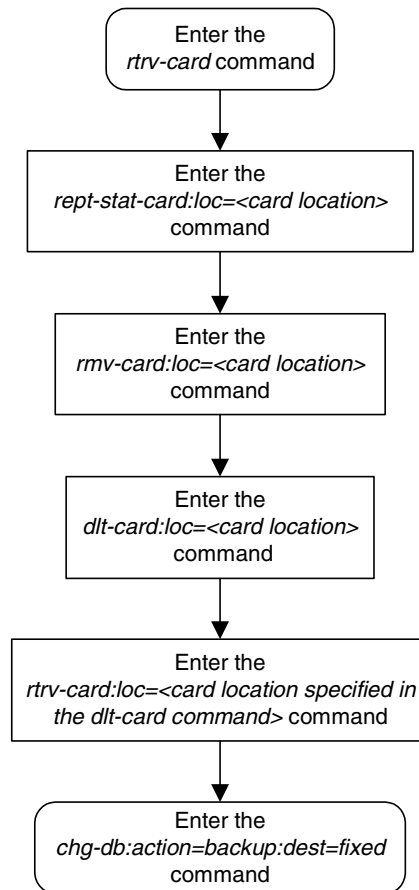 Enter the
rtrv-card command
Enter the
rept-stat-card:loc=<card location>
command
Enter the
rmv-card:loc=<card location>
command
Enter the
dlt-card:loc=<card location>
command
Enter the
rtrv-card:loc=<card location specified in
the dlt-card command> command
Enter the
chg-db:action=backup:dest=fixed
command